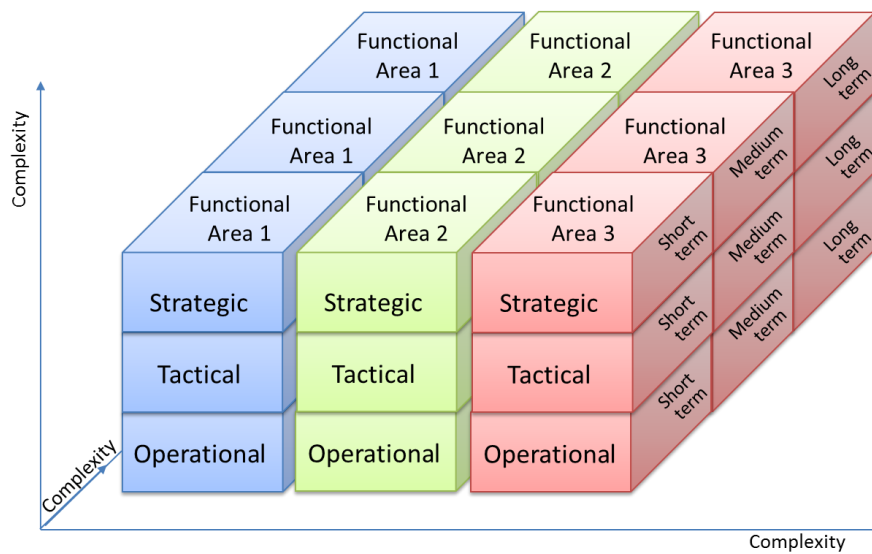 Functional
Area 1
Functional
Area 2
Functional
Area 3
Long
term
Functional
Area 1
Functional
Area 2
Functional
Area 3
Medium
term
Long
term
Functional
Area 1
Functional
Area 2
Functional
Area 3
Short
term
Medium
term
Long
term
Strategic
Strategic
Strategic
Short
term
Medium
term
Tactical
Tactical
Tactical
Short
term
Operational
Operational
Operational
Complexity
Complexity
Complexity